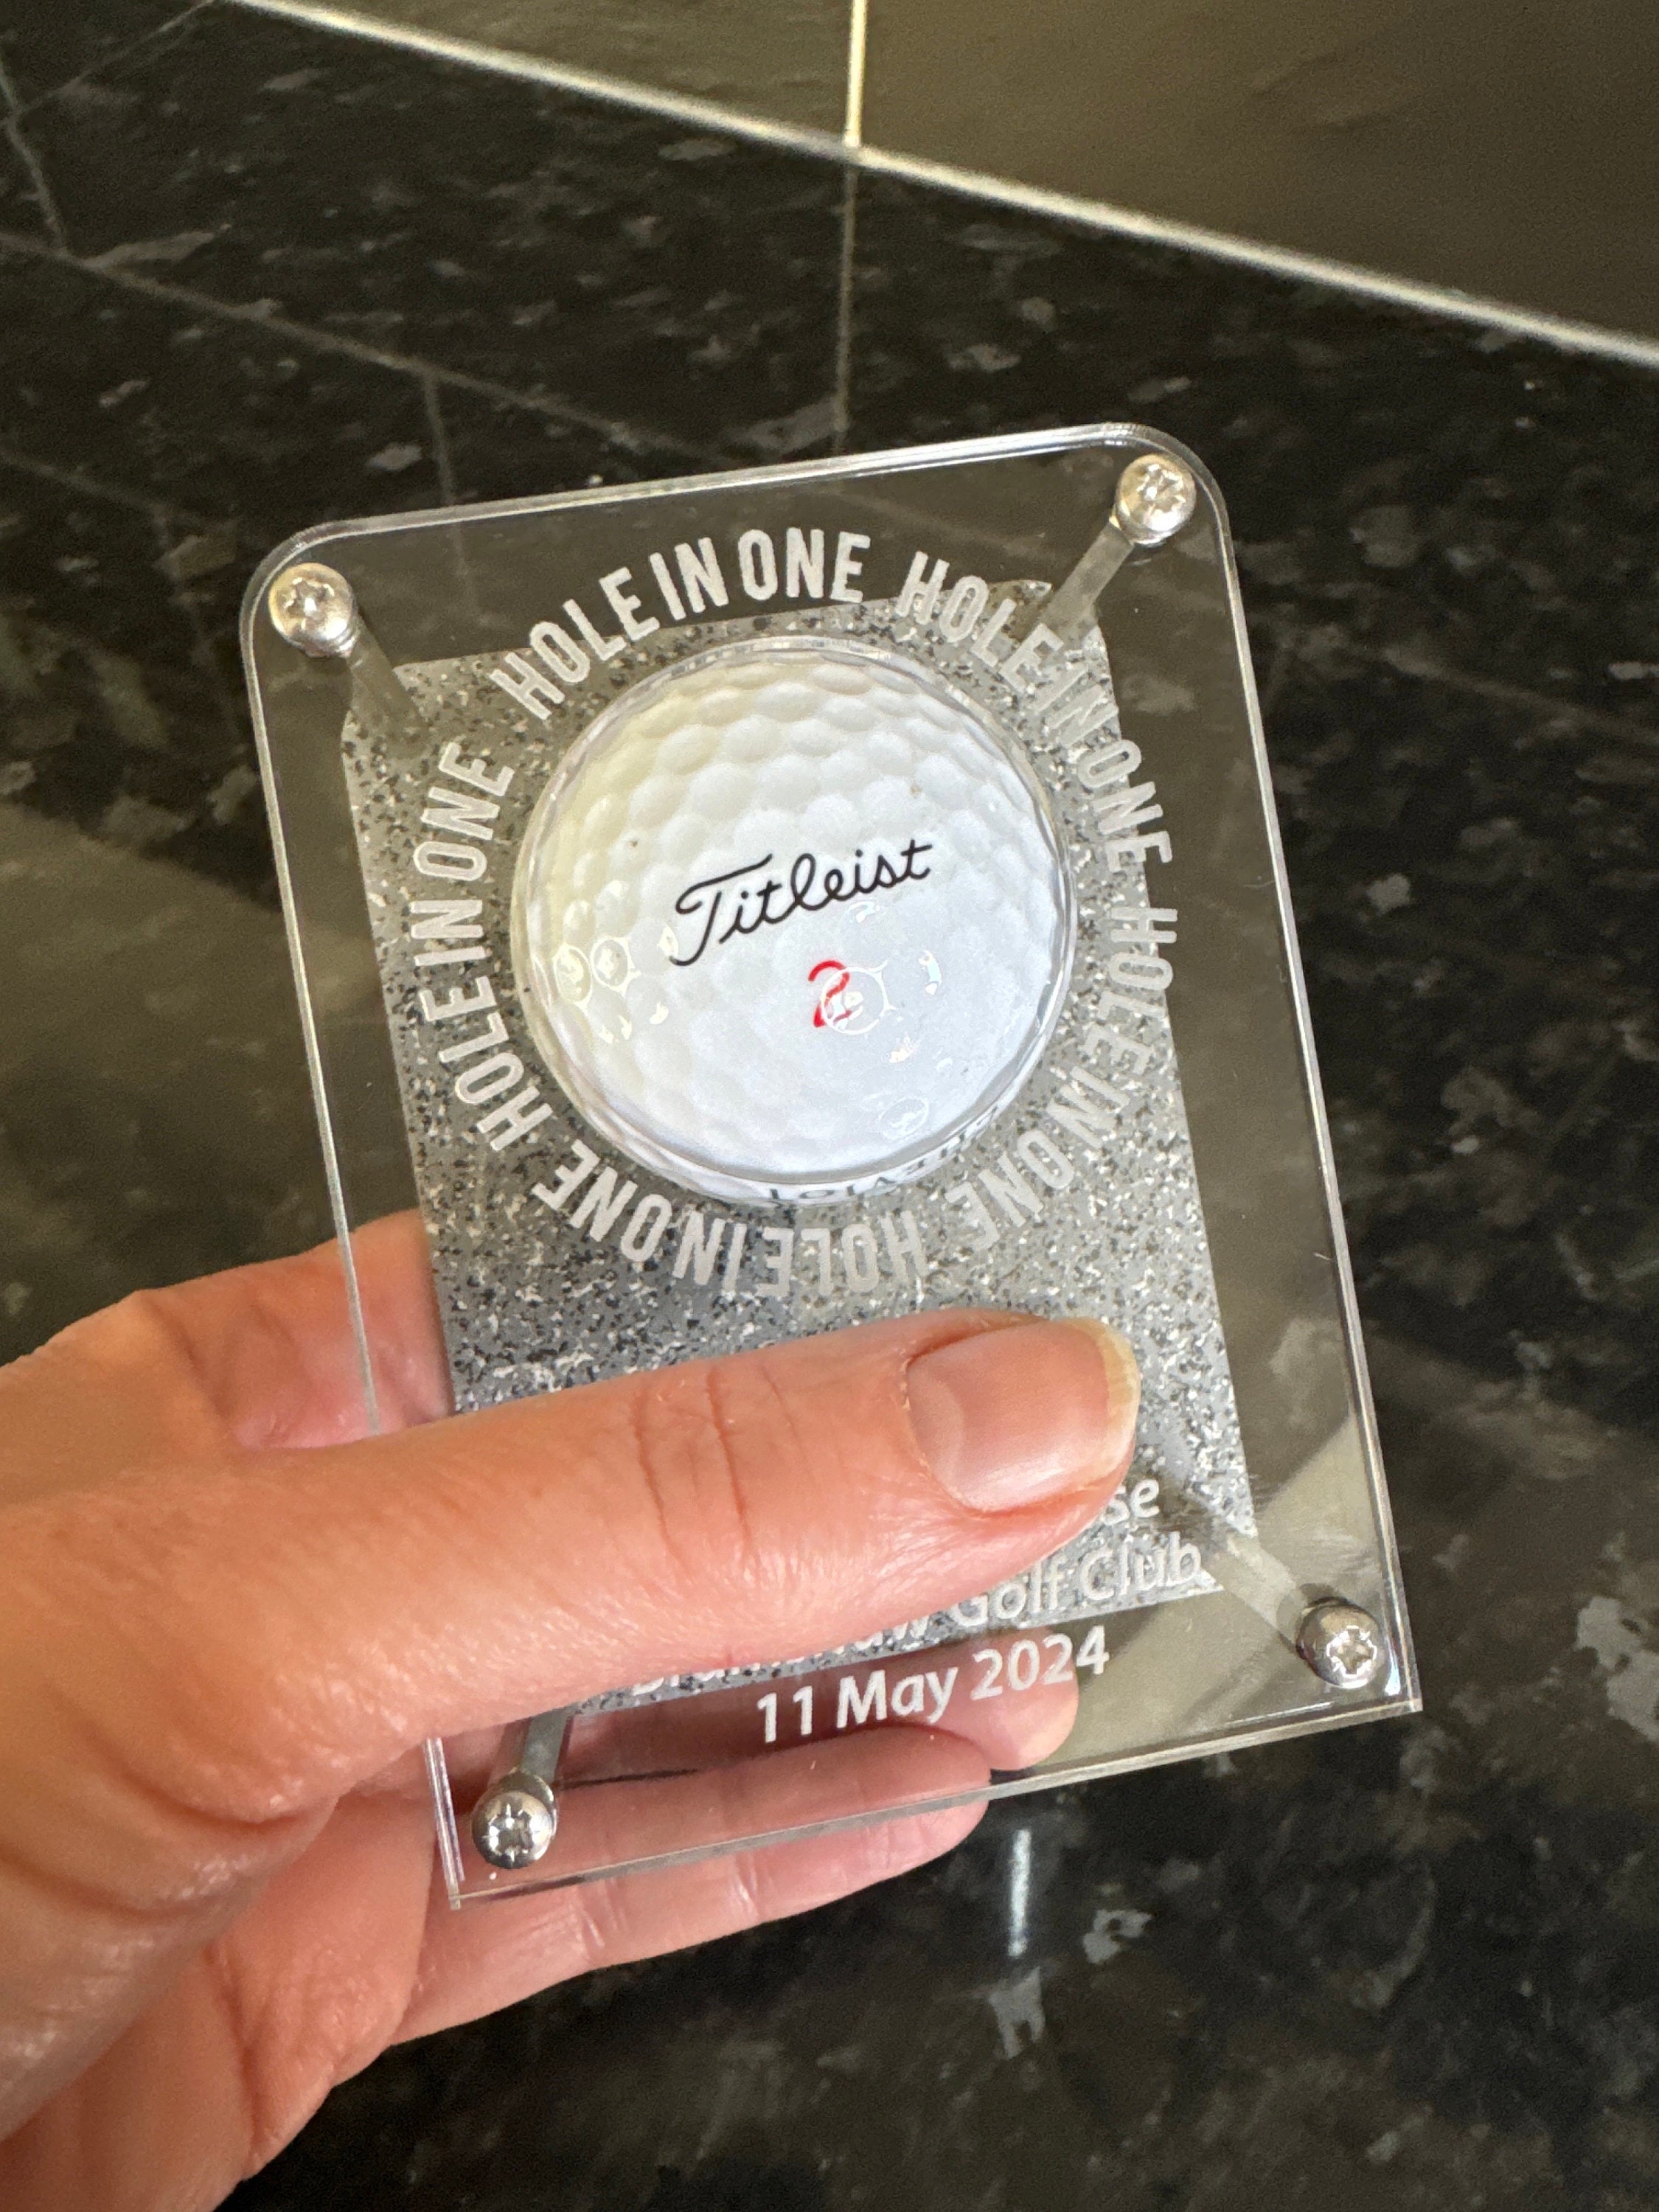 HOLE IN ONE HOLE IN ONE HOLE IN ONE HOLE IN ONE HOLE IN ONE
Titleist
2
Golf Club
11 May 2024